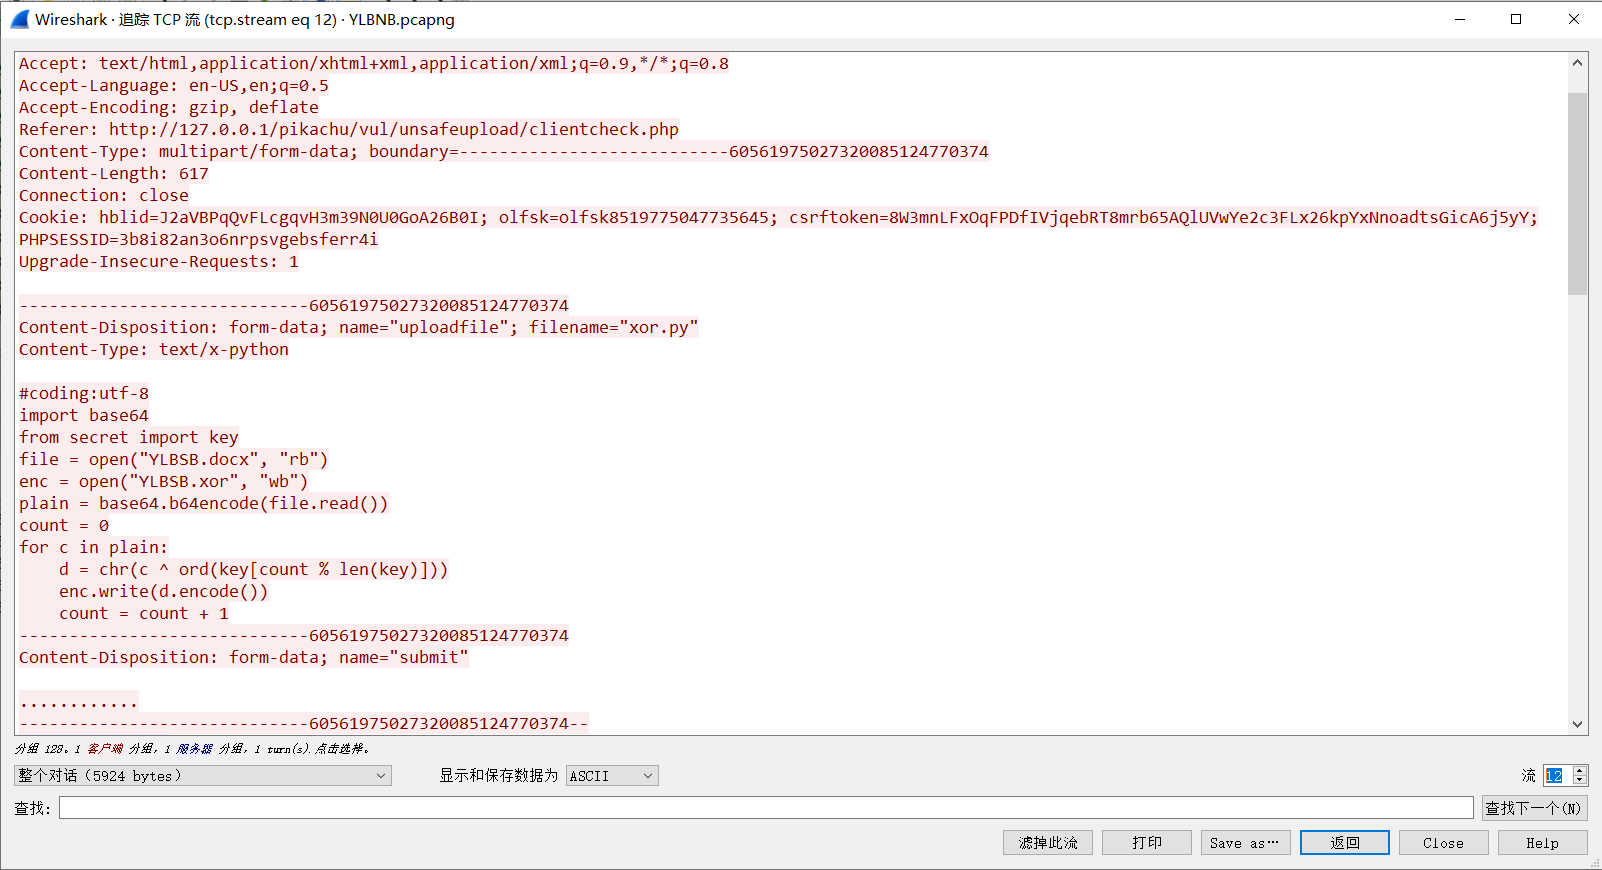 Wireshark · 追踪 TCP 流 (tcp.stream eq 12) · YLBNB.pcapng
Accept: text/html,application/xhtml+xml,application/xml;q=0.9,*/*;q=0.8
Accept-Language: en-US,en;q=0.5
Accept-Encoding: gzip, deflate
Referer: http://127.0.0.1/pikachu/vul/unsafeupload/clientcheck.php
Content-Type: multipart/form-data; boundary=---------------------------60561975027320085124770374
Content-Length: 617
Connection: close
Cookie: hblid=J2aVBPqQvFLcgqvH3m39N0U0GoA26B0I; olfsk=olfsk8519775047735645; csrftoken=8W3mnLFxOqFPDfIVjqebRT8mrb65AQlUVwYe2c3FLx26kpYxNnoadtsGicA6j5yY;
PHPSESSID=3b8i82an3o6nrpsvgebsferr4i
Upgrade-Insecure-Requests: 1
-----------------------------60561975027320085124770374
Content-Disposition: form-data; name="uploadfile"; filename="xor.py"
Content-Type: text/x-python
#coding:utf-8
import base64
from secret import key
file = open("YLBSB.docx", "rb")
enc = open("YLBSB.xor", "wb")
plain = base64.b64encode(file.read())
count = 0
for c in plain:
    d = chr(c ^ ord(key[count % len(key)]))
    enc.write(d.encode())
    count = count + 1
-----------------------------60561975027320085124770374
Content-Disposition: form-data; name="submit"
............
-----------------------------60561975027320085124770374--
分组 129。1 客户端 分组，1 服务器 分组，1 turn(s).点击选择。
整个对话（5924 bytes） 显示和保存数据为 ASCII 流 12
查找: 查找下一个(N)
滤掉此流 打印 Save as… 返回 Close Help